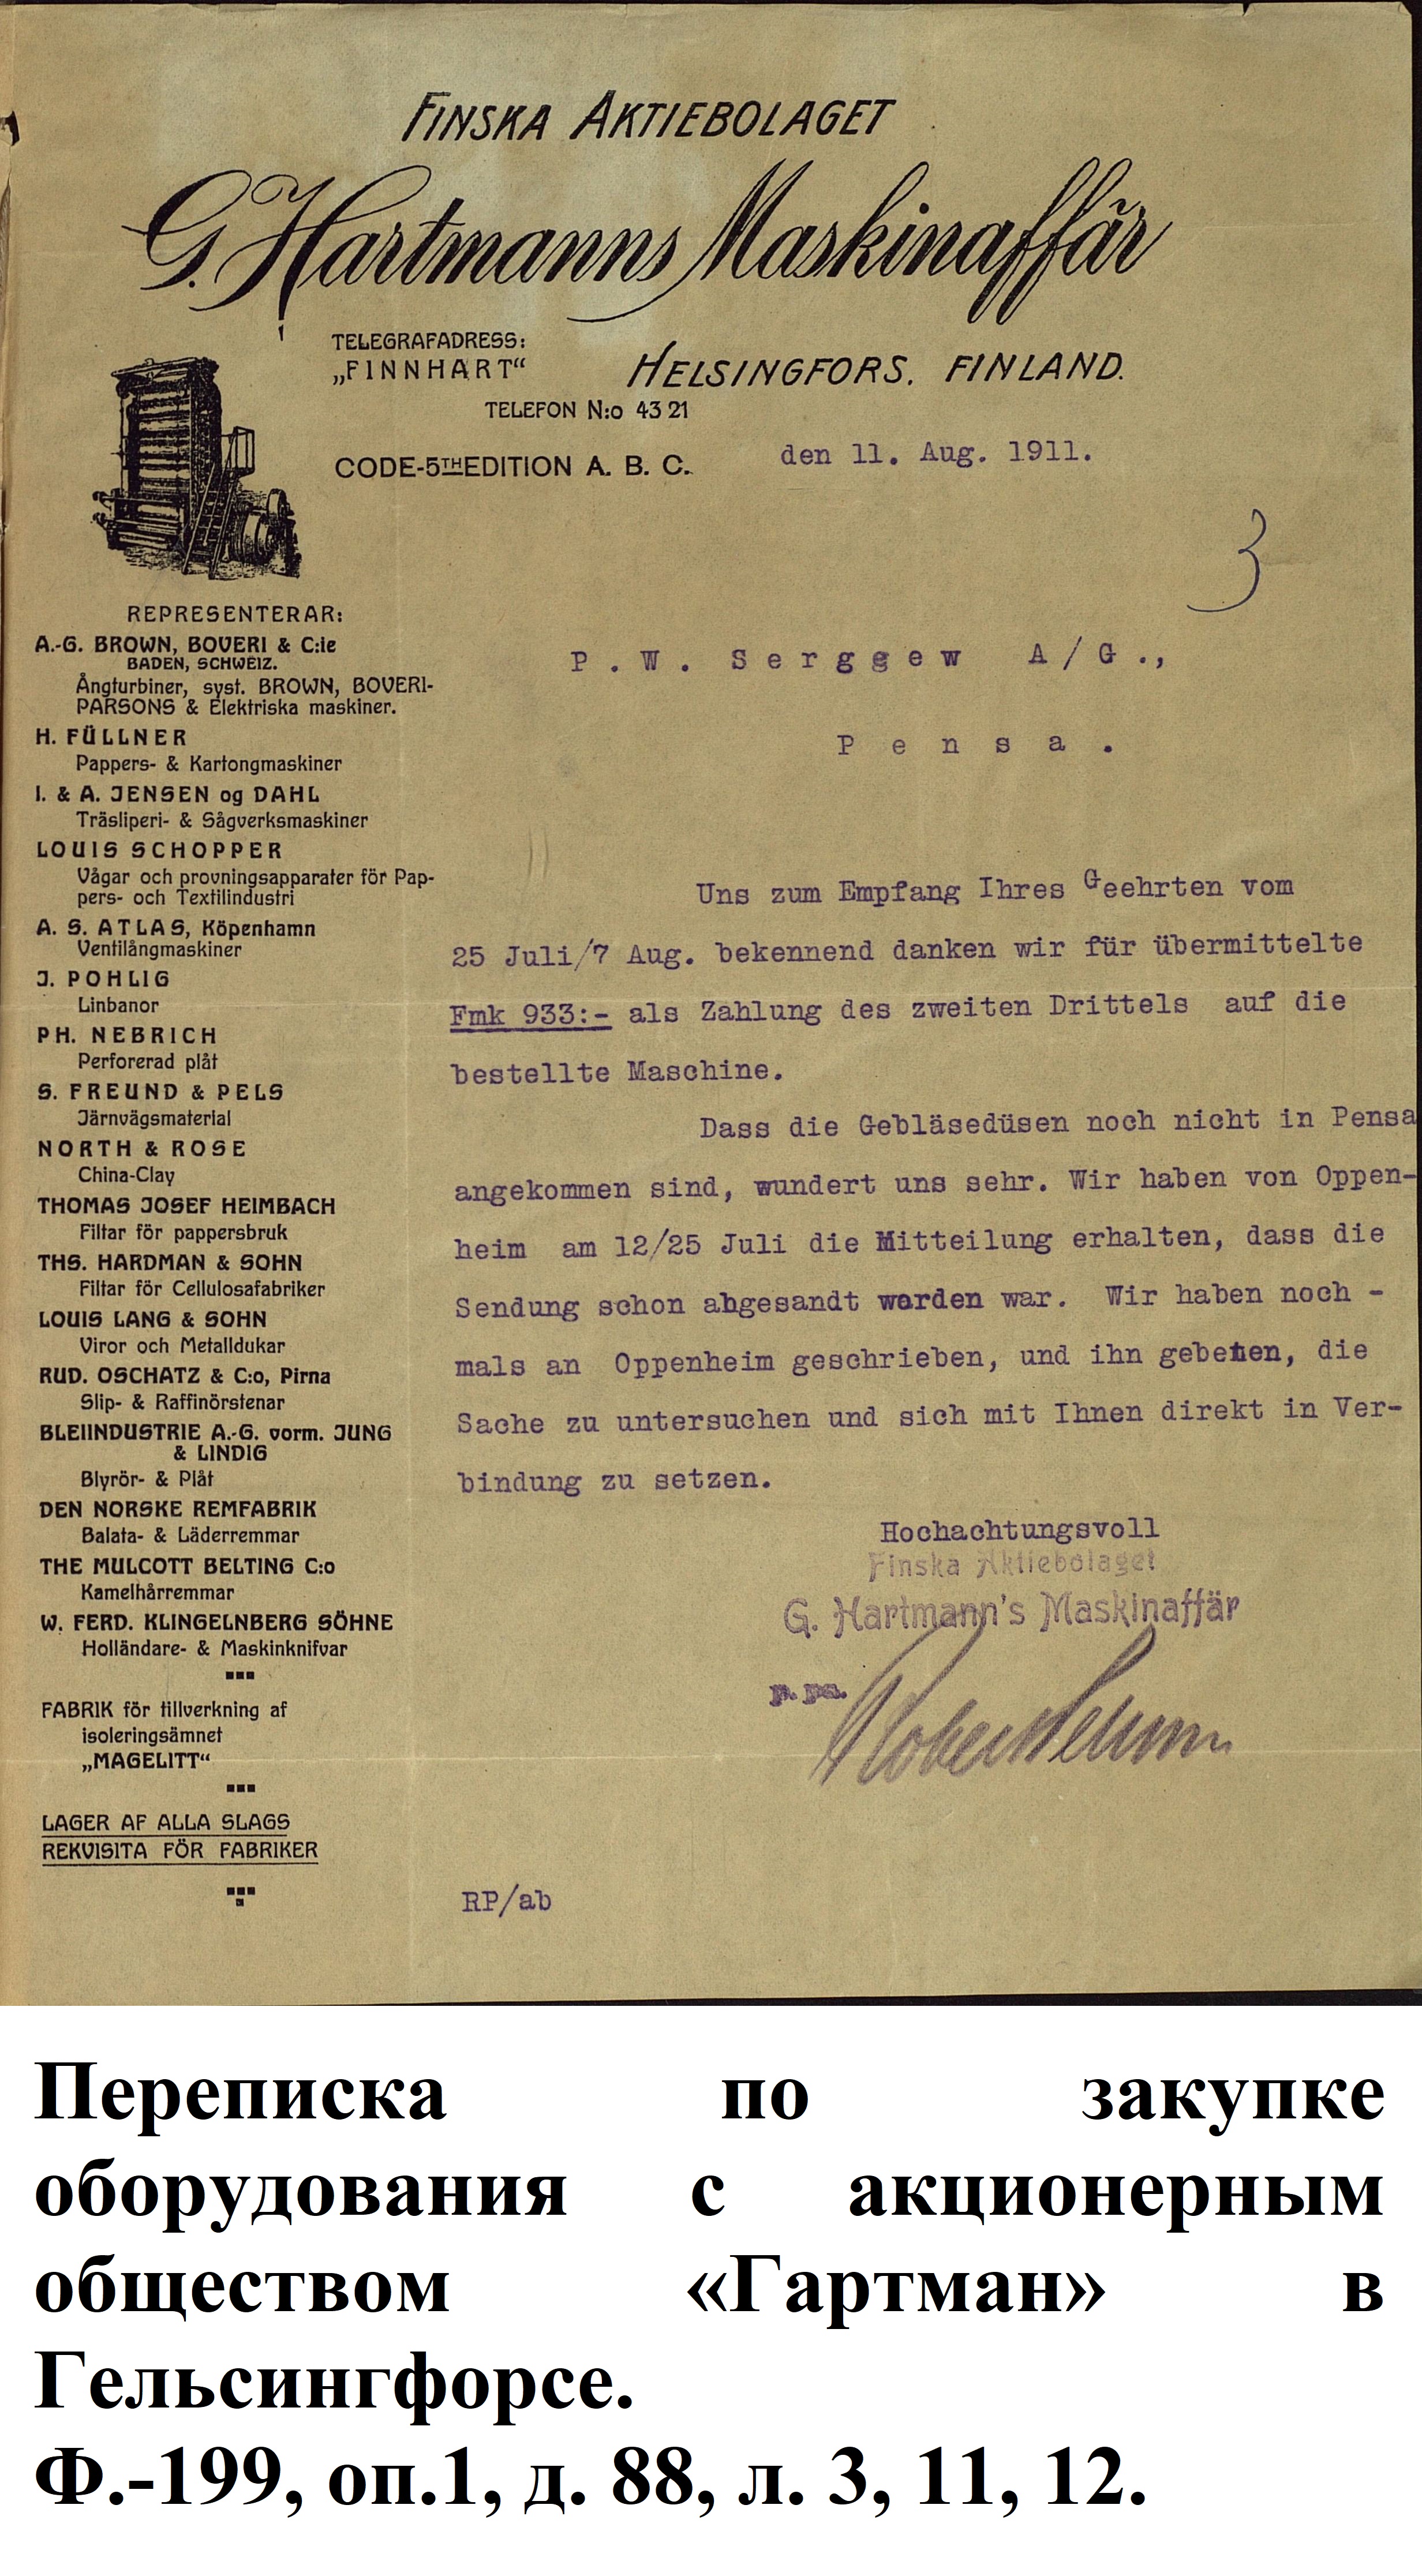 FINSKA AKTIEBOLAGET
G. Hartmanns Maskinaffär
TELEGRAFADRESS:
„FINNHART“
HELSINGFORS. FINLAND.
TELEFON N:o 43 21
CODE-5TH EDITION A. B. C.
den 11. Aug. 1911.
3
REPRESENTERAR:
A.-G. BROWN, BOVERI & C:ie
BADEN, SCHWEIZ.
Ångturbiner, syst. BROWN, BOVERI-
PARSONS & Elektriska maskiner.
H. FÜLLNER
Pappers- & Kartongmaskiner
I. & A. JENSEN og DAHL
Träsliperi- & Sågverksmaskiner
LOUIS SCHOPPER
Vågar och provningsapparater för Pap-
pers- och Textilindustri
A. S. ATLAS, Köpenhamn
Ventilångmaskiner
J. POHLIG
Linbanor
PH. NEBRICH
Perforerad plåt
S. FREUND & PELS
Järnvägsmaterial
NORTH & ROSE
China-Clay
THOMAS JOSEF HEIMBACH
Filtar för pappersbruk
THS. HARDMAN & SOHN
Filtar för Cellulosafabriker
LOUIS LANG & SOHN
Viror och Metalldukar
RUD. OSCHATZ & C:o, Pirna
Slip- & Raffinörstenar
BLEIINDUSTRIE A.-G. vorm. JUNG
& LINDIG
Blyrör- & Plåt
DEN NORSKE REMFABRIK
Balata- & Läderremmar
THE MULCOTT BELTING C:o
Kamelhårremmar
W. FERD. KLINGELNBERG SÖHNE
Holländare- & Maskinknifvar
FABRIK för tillverkning af
isoleringsämnet
„MAGELITT“
LAGER AF ALLA SLAGS
REKVISITA FÖR FABRIKER
P.W. Serggew A/G.,
Pensa.
Uns zum Empfang Ihres Geehrten vom
25 Juli/7 Aug. bekennend danken wir für übermittelte
Fmk 933:- als Zahlung des zweiten Drittels auf die
bestellte Maschine.
Dass die Gebläsedüsen noch nicht in Pensa
angekommen sind, wundert uns sehr. Wir haben von Oppen-
heim am 12/25 Juli die Mitteilung erhalten, dass die
Sendung schon abgesandt worden war. Wir haben noch -
mals an Oppenheim geschrieben, und ihn gebeten, die
Sache zu untersuchen und sich mit Ihnen direkt in Ver-
bindung zu setzen.
Hochachtungsvoll
Finska Aktiebolaget
G. Hartmann's Maskinaffär
p. pa.
RP/ab
Переписка по закупке
оборудования с акционерным
обществом «Гартман» в
Гельсингфорсе.
Ф.-199, оп.1, д. 88, л. 3, 11, 12.